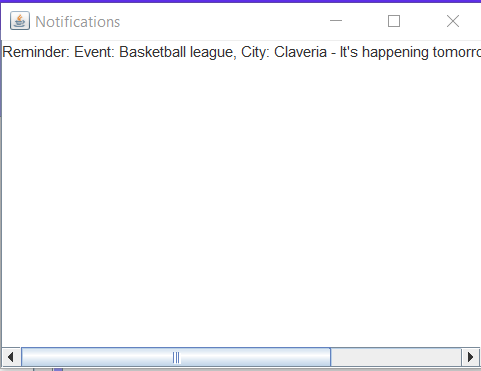 Notifications
Reminder: Event: Basketball league, City: Claveria - It's happening